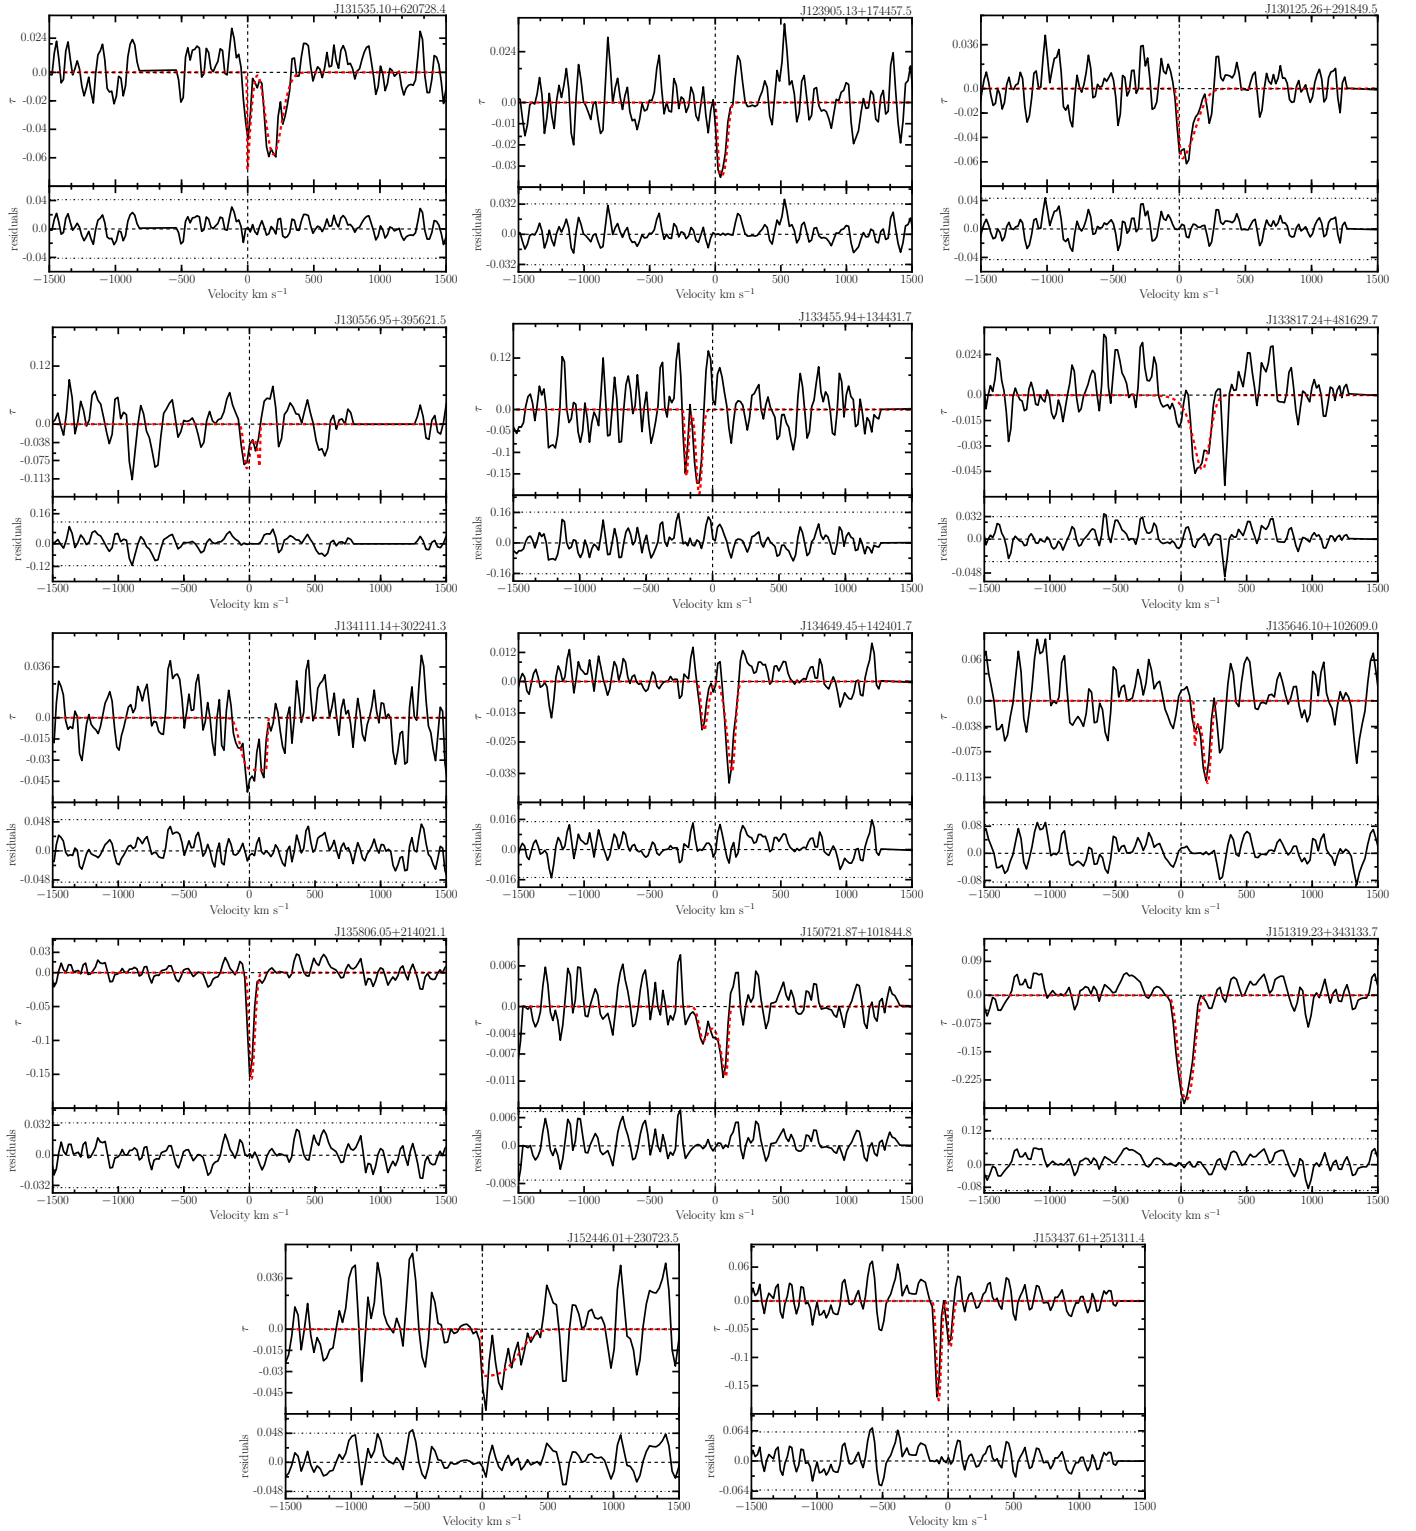 J131535.10+620728.4
0.024
0.0
-0.02
-0.04
-0.06
τ
0.04
0.0
-0.04
residuals
−1500 −1000 −500 0 500 1000 1500
Velocity km s⁻¹
J123905.13+174457.5
0.024
0.0
-0.01
-0.03
τ
0.032
0.0
-0.032
residuals
−1500 −1000 −500 0 500 1000 1500
Velocity km s⁻¹
J130125.26+291849.5
0.036
0.0
-0.02
-0.04
-0.06
τ
0.04
0.0
-0.04
residuals
−1500 −1000 −500 0 500 1000 1500
Velocity km s⁻¹
J130556.95+395621.5
0.12
0.0
-0.038
-0.075
-0.113
τ
0.16
0.0
-0.12
residuals
−1500 −1000 −500 0 500 1000 1500
Velocity km s⁻¹
J133455.94+134431.7
0.12
0.0
-0.05
-0.1
-0.15
τ
0.16
0.0
-0.16
residuals
−1500 −1000 −500 0 500 1000 1500
Velocity km s⁻¹
J133817.24+481629.7
0.024
0.0
-0.015
-0.03
-0.045
τ
0.032
0.0
-0.048
residuals
−1500 −1000 −500 0 500 1000 1500
Velocity km s⁻¹
J134111.14+302241.3
0.036
0.0
-0.015
-0.03
-0.045
τ
0.048
0.0
-0.048
residuals
−1500 −1000 −500 0 500 1000 1500
Velocity km s⁻¹
J134649.45+142401.7
0.012
0.0
-0.013
-0.025
-0.038
τ
0.016
0.0
-0.016
residuals
−1500 −1000 −500 0 500 1000 1500
Velocity km s⁻¹
J135646.10+102609.0
0.06
0.0
-0.038
-0.075
-0.113
τ
0.08
0.0
-0.08
residuals
−1500 −1000 −500 0 500 1000 1500
Velocity km s⁻¹
J135806.05+214021.1
0.03
0.0
-0.05
-0.1
-0.15
τ
0.032
0.0
-0.032
residuals
−1500 −1000 −500 0 500 1000 1500
Velocity km s⁻¹
J150721.87+101844.8
0.006
0.0
-0.004
-0.007
-0.011
τ
0.006
0.0
-0.008
residuals
−1500 −1000 −500 0 500 1000 1500
Velocity km s⁻¹
J151319.23+343133.7
0.09
0.0
-0.075
-0.15
-0.225
τ
0.12
0.0
-0.08
residuals
−1500 −1000 −500 0 500 1000 1500
Velocity km s⁻¹
J152446.01+230723.5
0.036
0.0
-0.015
-0.03
-0.045
τ
0.048
0.0
-0.048
residuals
−1500 −1000 −500 0 500 1000 1500
Velocity km s⁻¹
J153437.61+251311.4
0.06
0.0
-0.05
-0.1
-0.15
τ
0.064
0.0
-0.064
residuals
−1500 −1000 −500 0 500 1000 1500
Velocity km s⁻¹